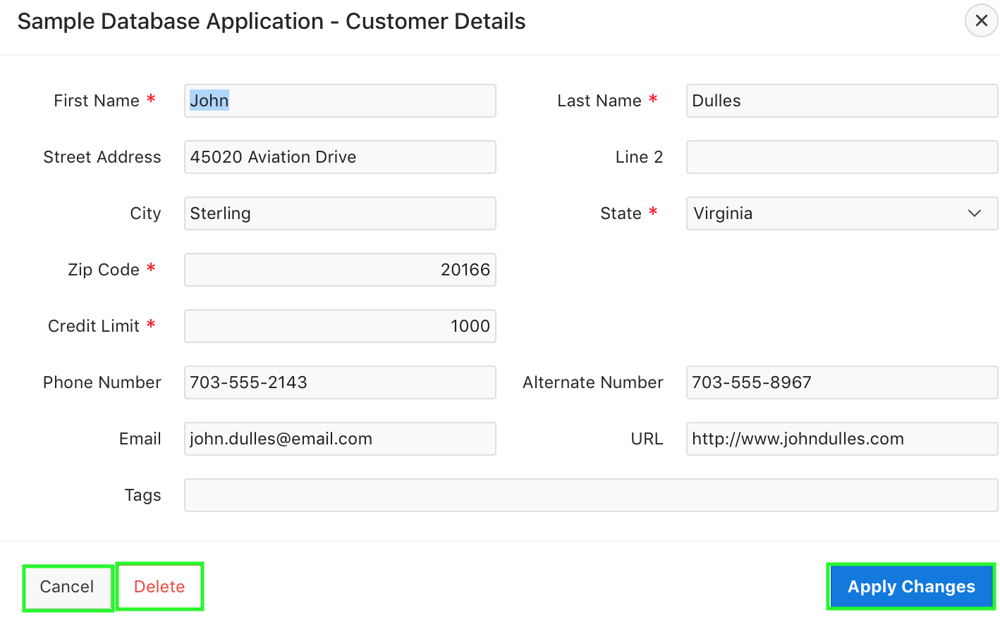 Sample Database Application - Customer Details
First Name * John Last Name * Dulles
Street Address 45020 Aviation Drive Line 2
City Sterling State * Virginia
Zip Code * 20166
Credit Limit * 1000
Phone Number 703-555-2143 Alternate Number 703-555-8967
Email john.dulles@email.com URL http://www.johndulles.com
Tags
Cancel Delete Apply Changes